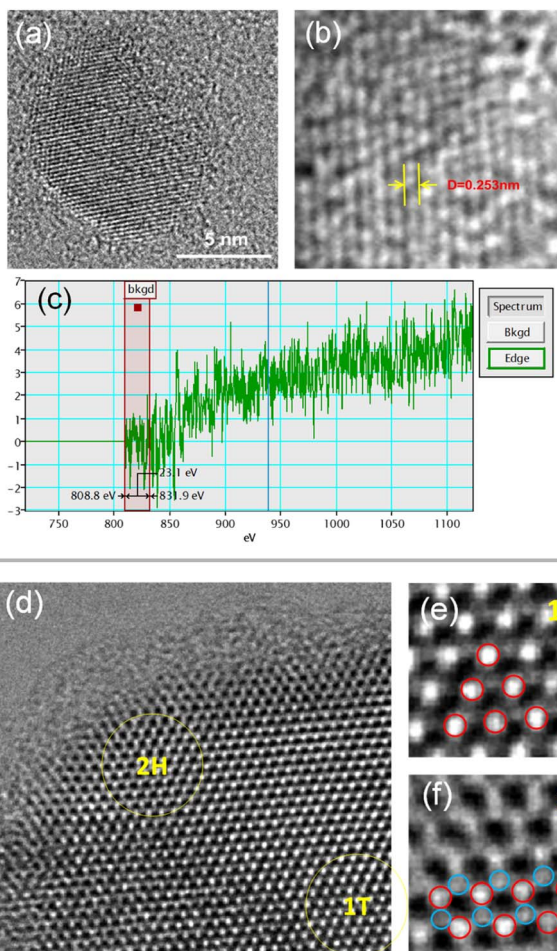 (a)
5 nm
(b)
D=0.253nm
(c)
bkgd
7
6
5
4
3
2
1
0
-1
-2
-3
23.1 eV
808.8 eV
831.9 eV
750
800
850
900
950
1000
1050
1100
eV
Spectrum
Bkgd
Edge
(d)
2H
1T
(e)
1
(f)